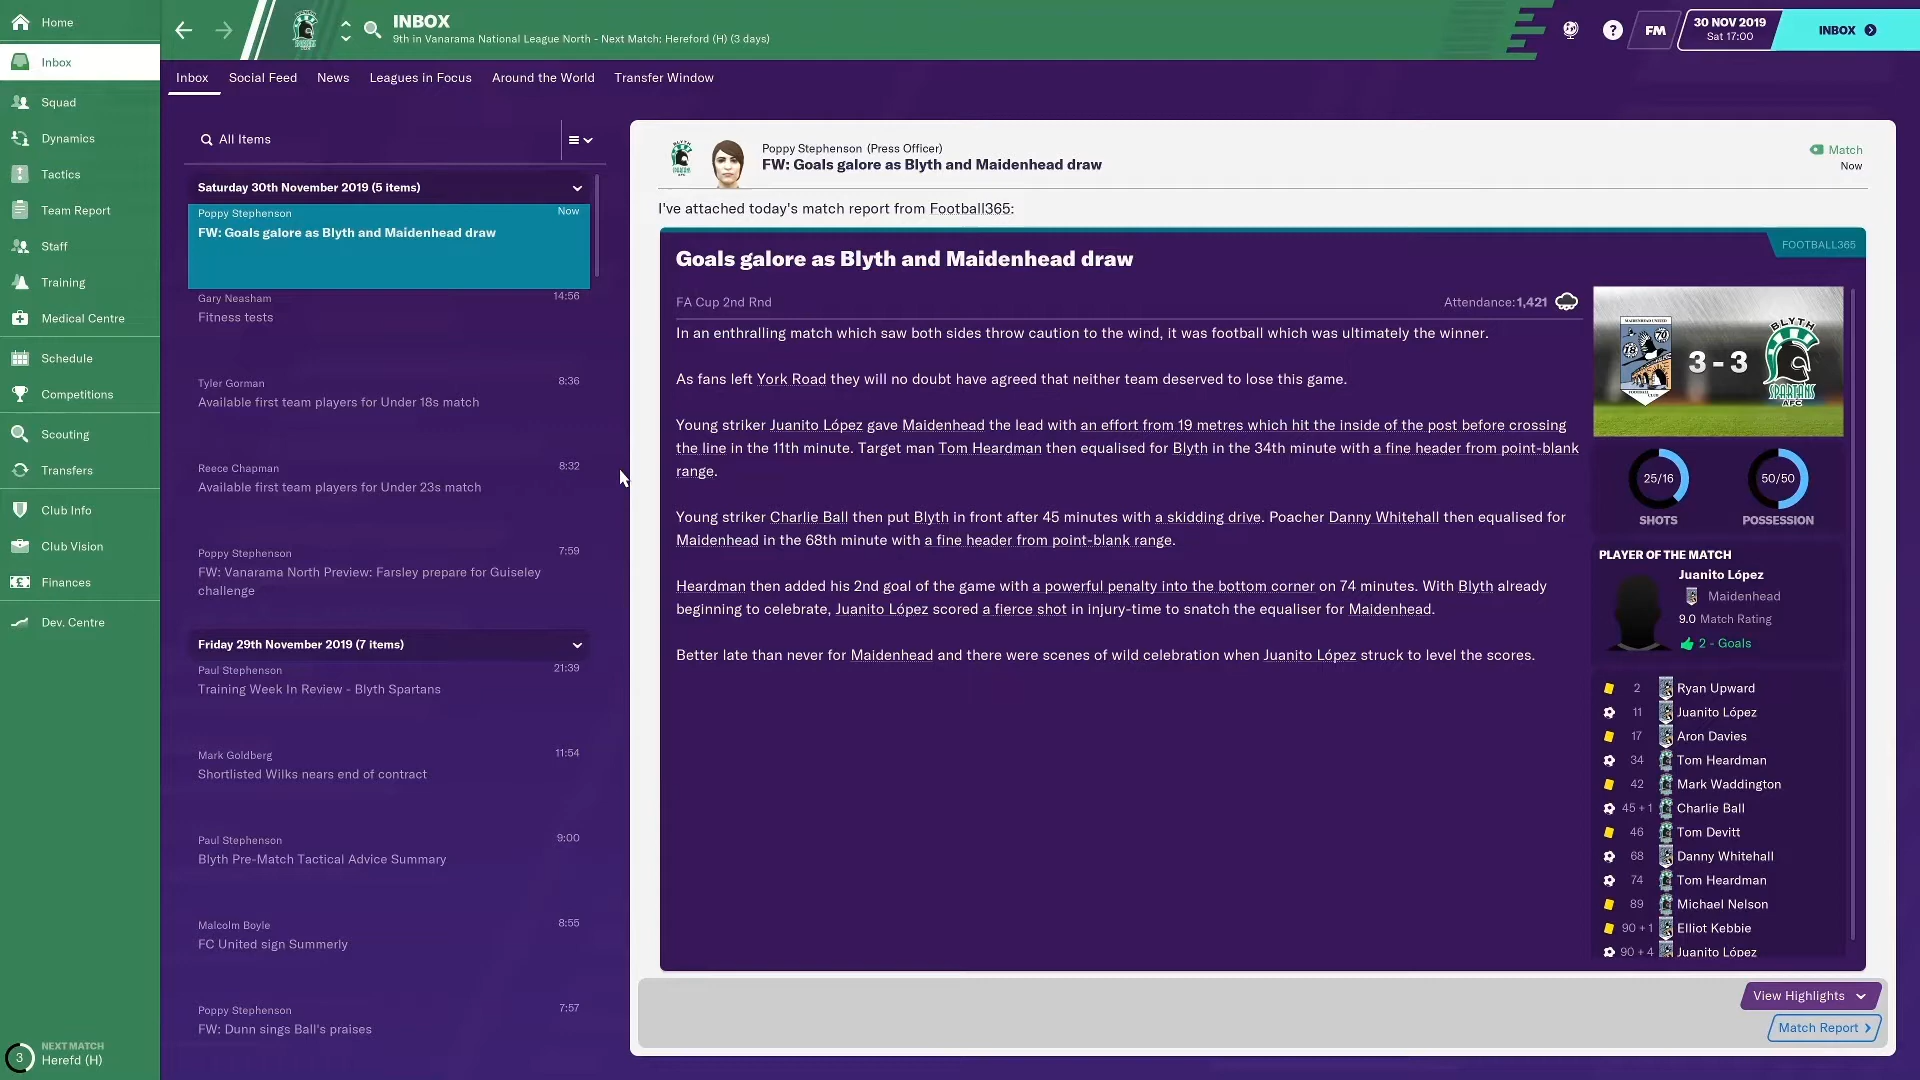 Home
Inbox
Squad
Dynamics
Tactics
Team Report
Staff
Training
Medical Centre
Schedule
Competitions
Scouting
Transfers
Club Info
Club Vision
Finances
Dev. Centre
3
NEXT MATCH
Herefd (H)
INBOX
9th in Vanarama National League North - Next Match: Hereford (H) (3 days)
?
FM
30 NOV 2019
Sat 17:00
INBOX
Inbox Social Feed News Leagues in Focus Around the World Transfer Window
All Items
Saturday 30th November 2019 (5 items)
Poppy Stephenson Now
FW: Goals galore as Blyth and Maidenhead draw
Gary Neasham 14:56
Fitness tests
Tyler Gorman 8:36
Available first team players for Under 18s match
Reece Chapman 8:32
Available first team players for Under 23s match
Poppy Stephenson 7:59
FW: Vanarama North Preview: Farsley prepare for Guiseley
challenge
Friday 29th November 2019 (7 items)
Paul Stephenson 21:39
Training Week In Review - Blyth Spartans
Mark Goldberg 11:54
Shortlisted Wilks nears end of contract
Paul Stephenson 9:00
Blyth Pre-Match Tactical Advice Summary
Malcolm Boyle 8:55
FC United sign Summerly
Poppy Stephenson 7:57
FW: Dunn sings Ball's praises
Poppy Stephenson (Press Officer)
FW: Goals galore as Blyth and Maidenhead draw
Match
Now
I've attached today's match report from Football365:
FOOTBALL365
Goals galore as Blyth and Maidenhead draw
FA Cup 2nd Rnd Attendance: 1,421
In an enthralling match which saw both sides throw caution to the wind, it was football which was ultimately the winner.
As fans left York Road they will no doubt have agreed that neither team deserved to lose this game.
Young striker Juanito López gave Maidenhead the lead with an effort from 19 metres which hit the inside of the post before crossing
the line in the 11th minute. Target man Tom Heardman then equalised for Blyth in the 34th minute with a fine header from point-blank
range.
Young striker Charlie Ball then put Blyth in front after 45 minutes with a skidding drive. Poacher Danny Whitehall then equalised for
Maidenhead in the 68th minute with a fine header from point-blank range.
Heardman then added his 2nd goal of the game with a powerful penalty into the bottom corner on 74 minutes. With Blyth already
beginning to celebrate, Juanito López scored a fierce shot in injury-time to snatch the equaliser for Maidenhead.
Better late than never for Maidenhead and there were scenes of wild celebration when Juanito López struck to level the scores.
MAIDENHEAD UNITED
18 70
FOOTBALL CLUB
3 - 3
BLYTH
SPARTANS
AFC
25/16
SHOTS
50/50
POSSESSION
PLAYER OF THE MATCH
Juanito López
Maidenhead
9.0 Match Rating
2 - Goals
2 Ryan Upward
11 Juanito López
17 Aron Davies
34 Tom Heardman
42 Mark Waddington
45 + 1 Charlie Ball
46 Tom Devitt
68 Danny Whitehall
74 Tom Heardman
89 Michael Nelson
90 + 1 Elliot Kebbie
90 + 4 Juanito López
View Highlights
Match Report